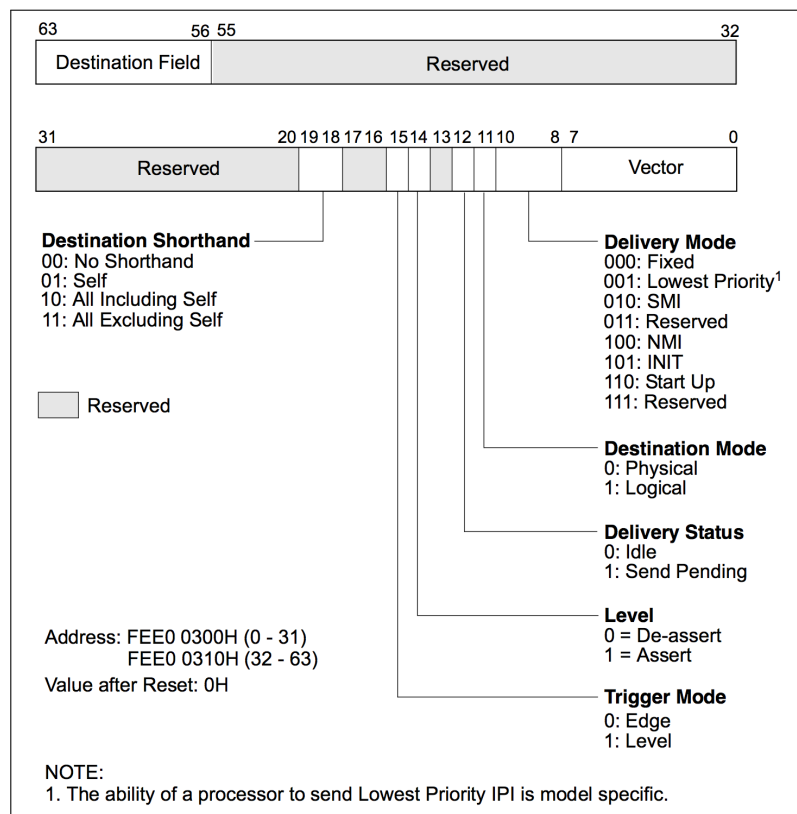 63 56 55 32
Destination Field Reserved
31 20 19 18 17 16 15 14 13 12 11 10 8 7 0
Reserved Vector
Destination Shorthand
00: No Shorthand
01: Self
10: All Including Self
11: All Excluding Self
Reserved
Delivery Mode
000: Fixed
001: Lowest Priority1
010: SMI
011: Reserved
100: NMI
101: INIT
110: Start Up
111: Reserved
Destination Mode
0: Physical
1: Logical
Delivery Status
0: Idle
1: Send Pending
Level
0 = De-assert
1 = Assert
Trigger Mode
0: Edge
1: Level
Address: FEE0 0300H (0 - 31)
FEE0 0310H (32 - 63)
Value after Reset: 0H
NOTE:
1. The ability of a processor to send Lowest Priority IPI is model specific.